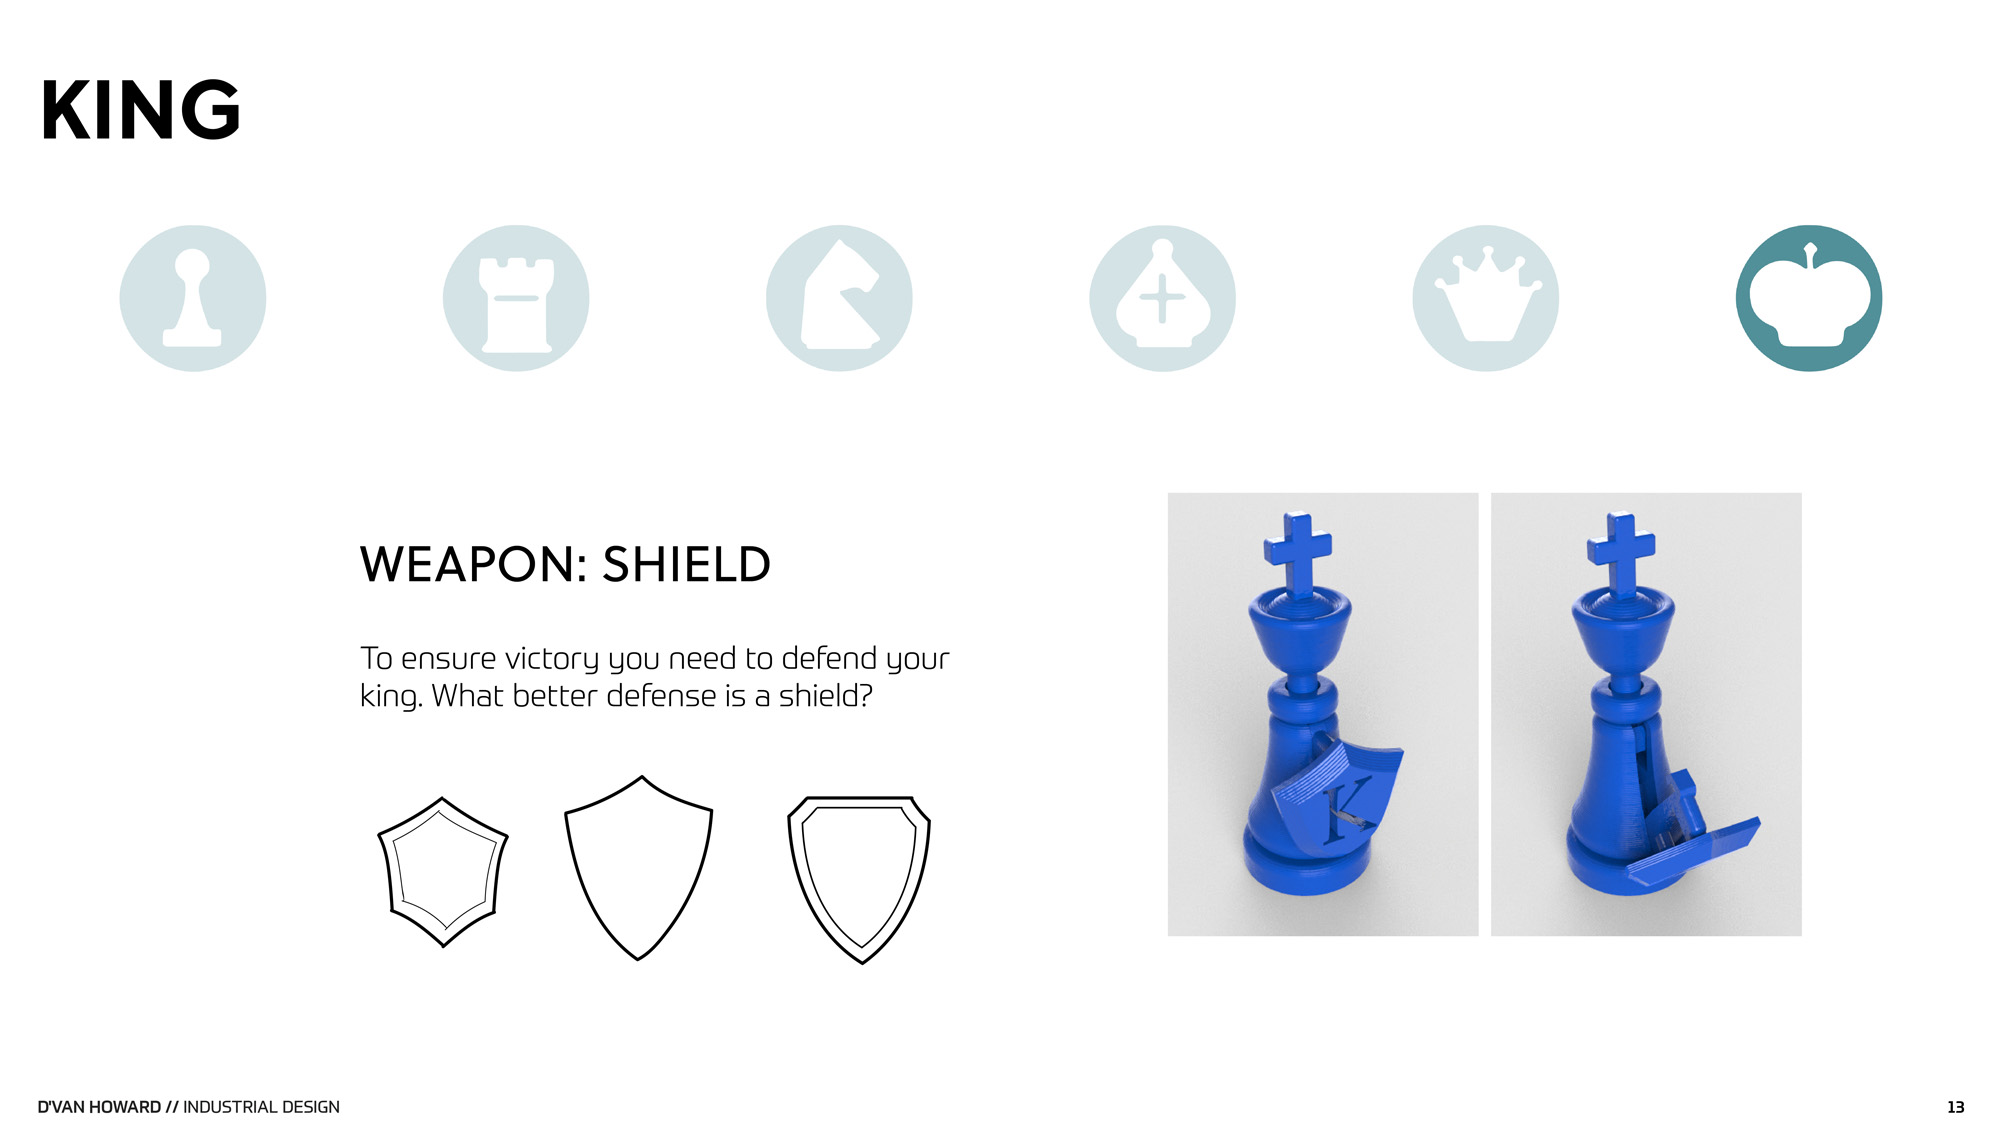 KING
WEAPON: SHIELD
To ensure victory you need to defend your
king. What better defense is a shield?
K
D'VAN HOWARD // INDUSTRIAL DESIGN
13